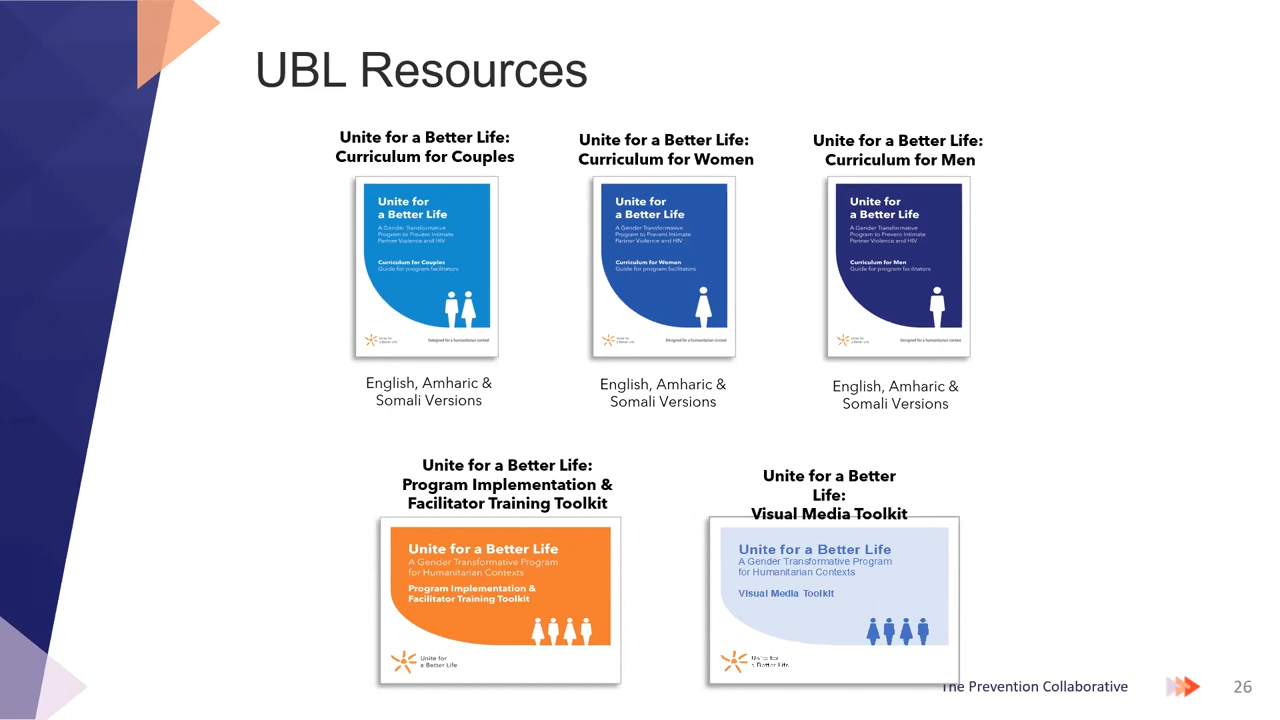 UBL Resources
Unite for a Better Life:
Curriculum for Couples
Unite for a Better Life:
Curriculum for Women
Unite for a Better Life:
Curriculum for Men
Unite for
a Better Life
A Gender Transformative
Program to Prevent Intimate
Partner Violence and HIV
Curriculum for Couples
Guide for program facilitators
Unite for
a Better Life
Designed for a humanitarian context
Unite for
a Better Life
A Gender Transformative
Program to Prevent Intimate
Partner Violence and HIV
Curriculum for Women
Guide for program facilitators
Unite for
a Better Life
Designed for a humanitarian context
Unite for
a Better Life
A Gender Transformative
Program to Prevent Intimate
Partner Violence and HIV
Curriculum for Men
Guide for program facilitators
Unite for
a Better Life
Designed for a humanitarian context
English, Amharic &
Somali Versions
English, Amharic &
Somali Versions
English, Amharic &
Somali Versions
Unite for a Better Life:
Program Implementation &
Facilitator Training Toolkit
Unite for a Better
Life:
Visual Media Toolkit
Unite for a Better Life
A Gender Transformative Program
for Humanitarian Contexts
Program Implementation &
Facilitator Training Toolkit
Unite for
a Better Life
Unite for a Better Life
A Gender Transformative Program
for Humanitarian Contexts
Visual Media Toolkit
Unite for
a Better Life
The Prevention Collaborative
26